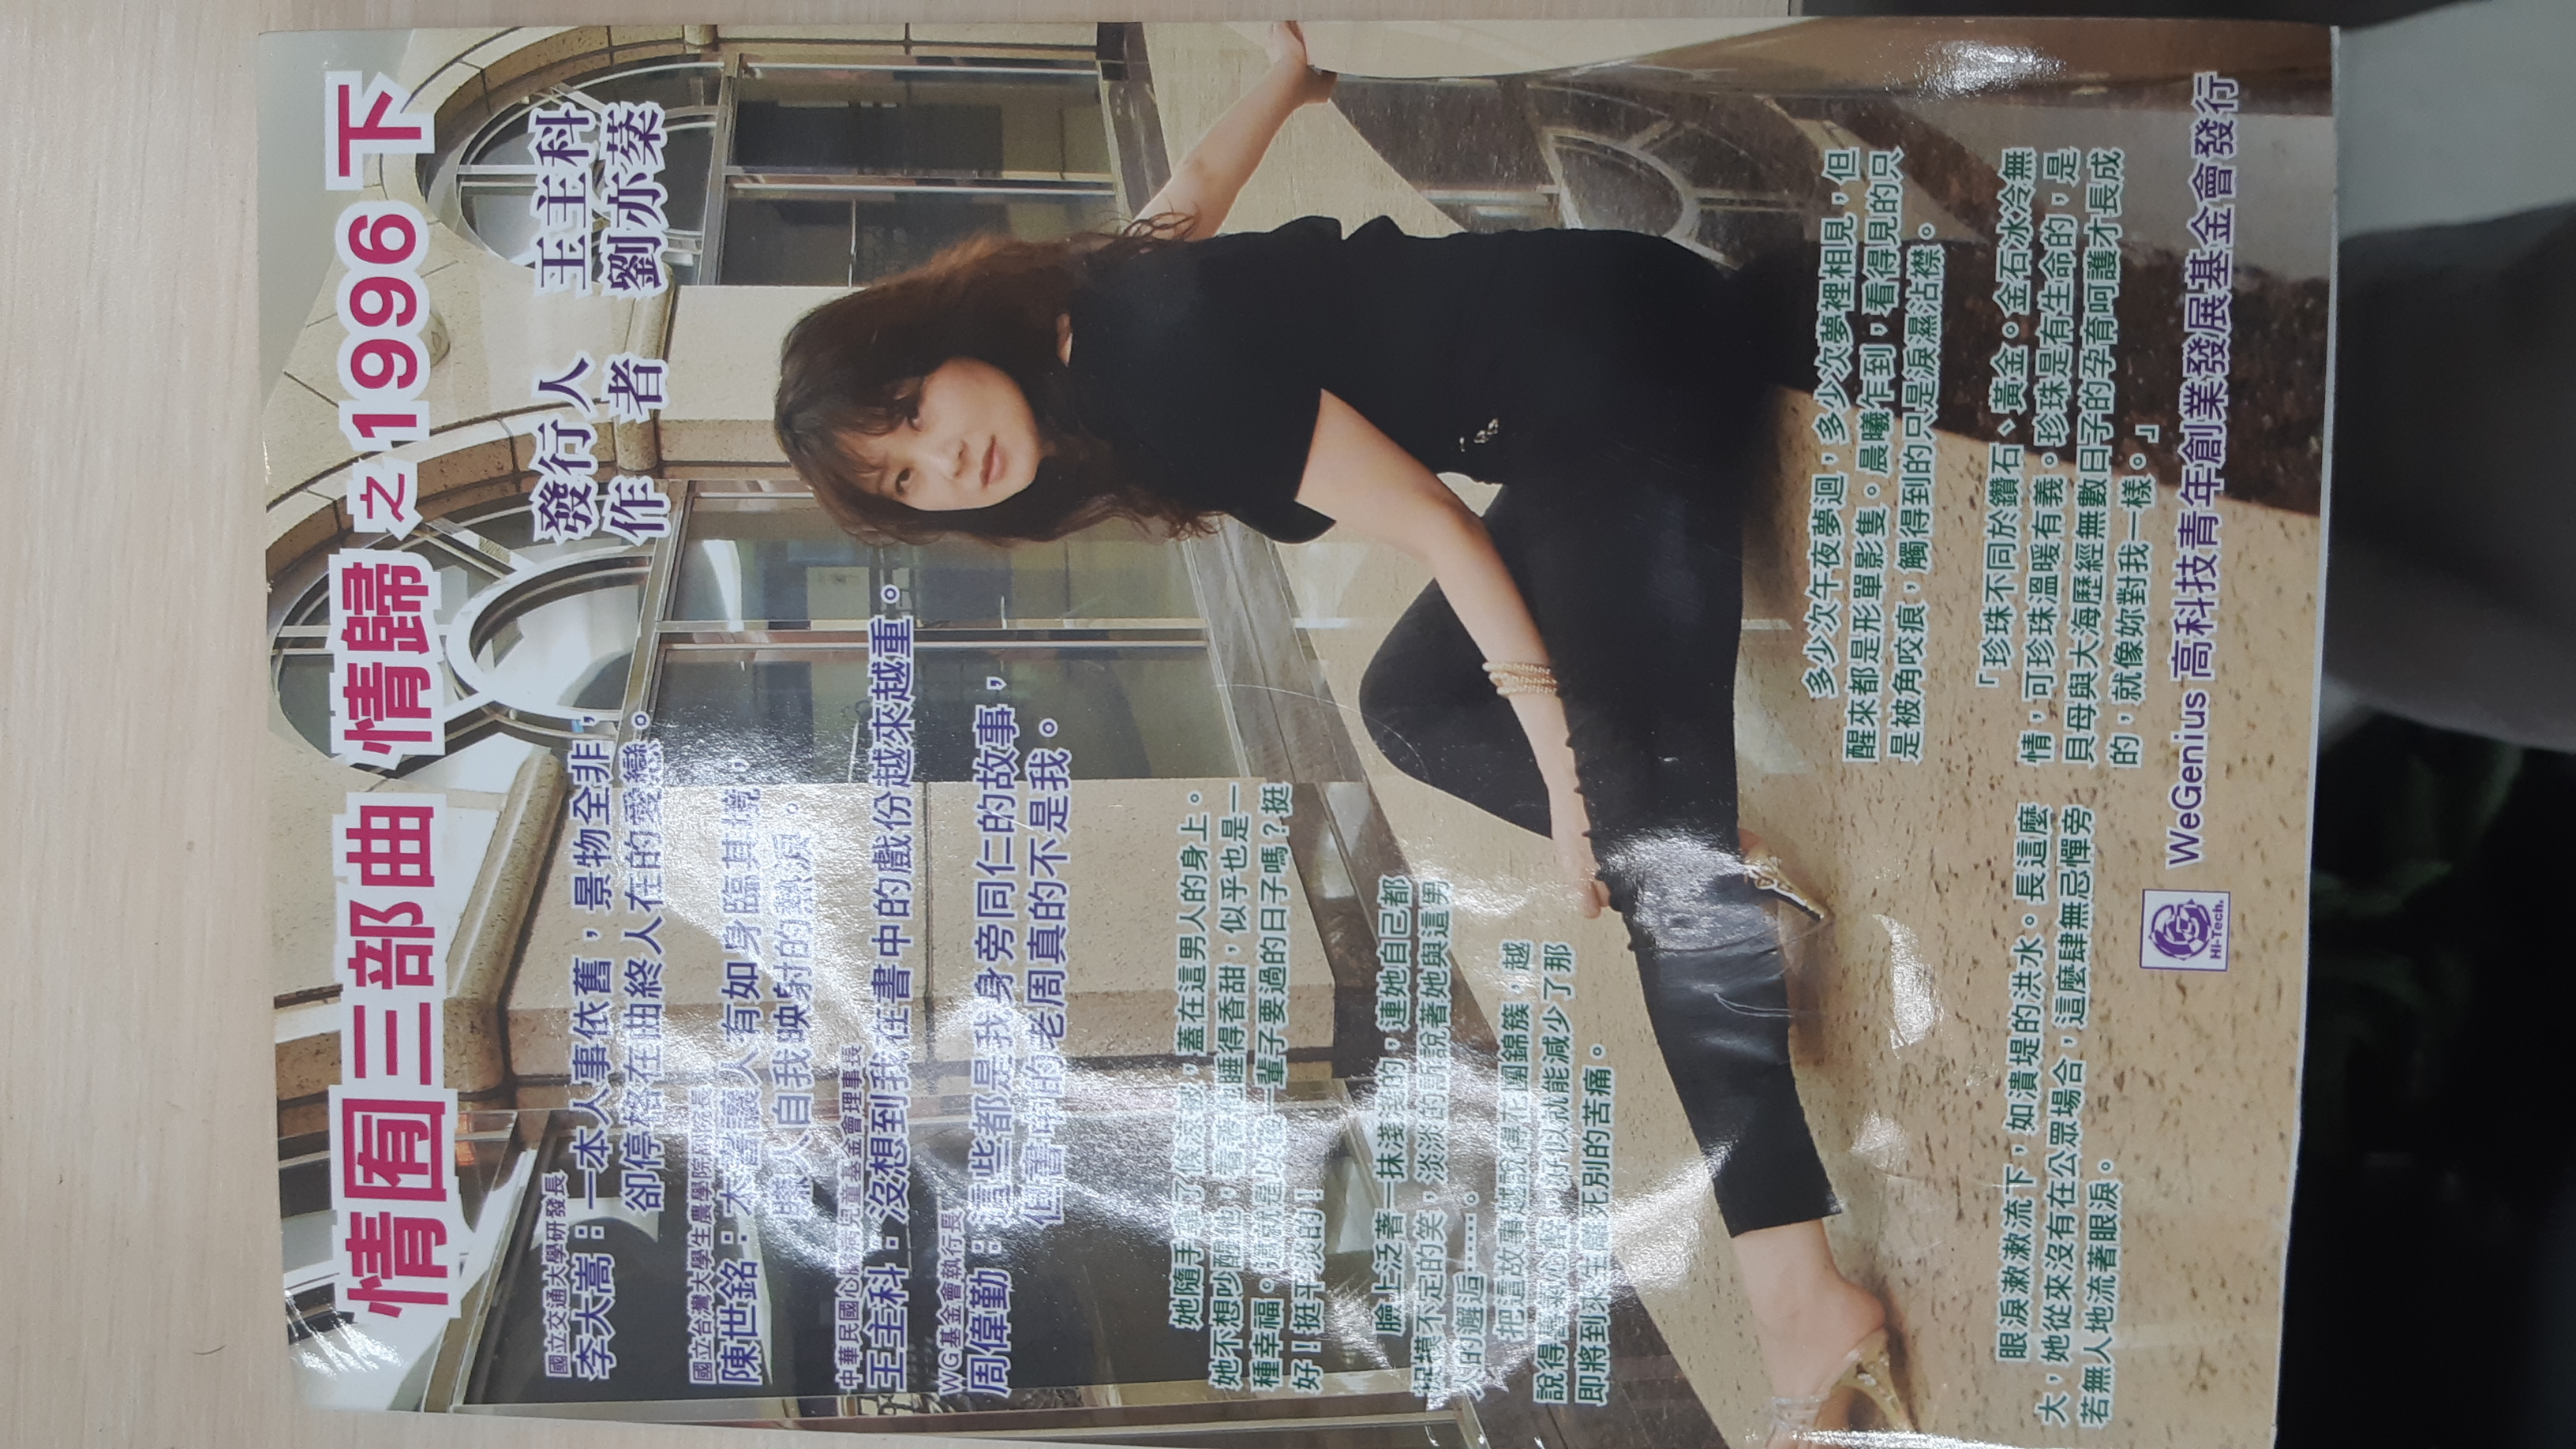 情囿三部曲 情歸之1996 下
發行人 王主科
作者 劉亦棻
國立交通大學研發長
李大嵩：一本人事依舊，景物全非，
卻停格在曲終人在的愛戀。
國立台灣大學生農學院副院長
陳世銘：本書讓人有如身臨其境，
賺人自我映射的熱淚。
中華民國心臟病兒童基金會理事長
王主科：沒想到我在書中的戲份越來越重。
WG基金會執行長
周偉勤：這些都是我身旁同仁的故事，
但書中的老周真的不是我。
她隨手拿了條涼被，蓋在這男人的身上。
她不想吵醒他，看著他睡得香甜，似乎也是一
種幸福。這就是以後一輩子要過的日子嗎？挺
好！挺平淡的！
臉上泛著一抹淺淺的，連她自己都
捉摸不定的笑，淡淡的訴說著她與這男
人的邂逅……。
把這故事越說得花團錦簇，越
說得馨氣心醉，好似就能減少了那
即將到來生離死別的苦痛。
多少次午夜夢迴，多少次夢裡相見，但
醒來都是形單影隻。晨曦乍到，看得見的只
是被角咬痕，觸得到的只是淚濕沾襟。
「珍珠不同於鑽石、黃金。金石冰冷無
情，可珍珠溫暖有義。珍珠是有生命的，是
貝母與大海歷經無數日子的孕育呵護才長成
的，就像妳對我一樣。』
眼淚漱漱流下，如潰堤的洪水。長這麼
大，她從來沒有在公眾場合，這麼肆無忌憚旁
若無人地流著眼淚。
Hi-Tech.
WeGenius 高科技青年創業發展基金會發行